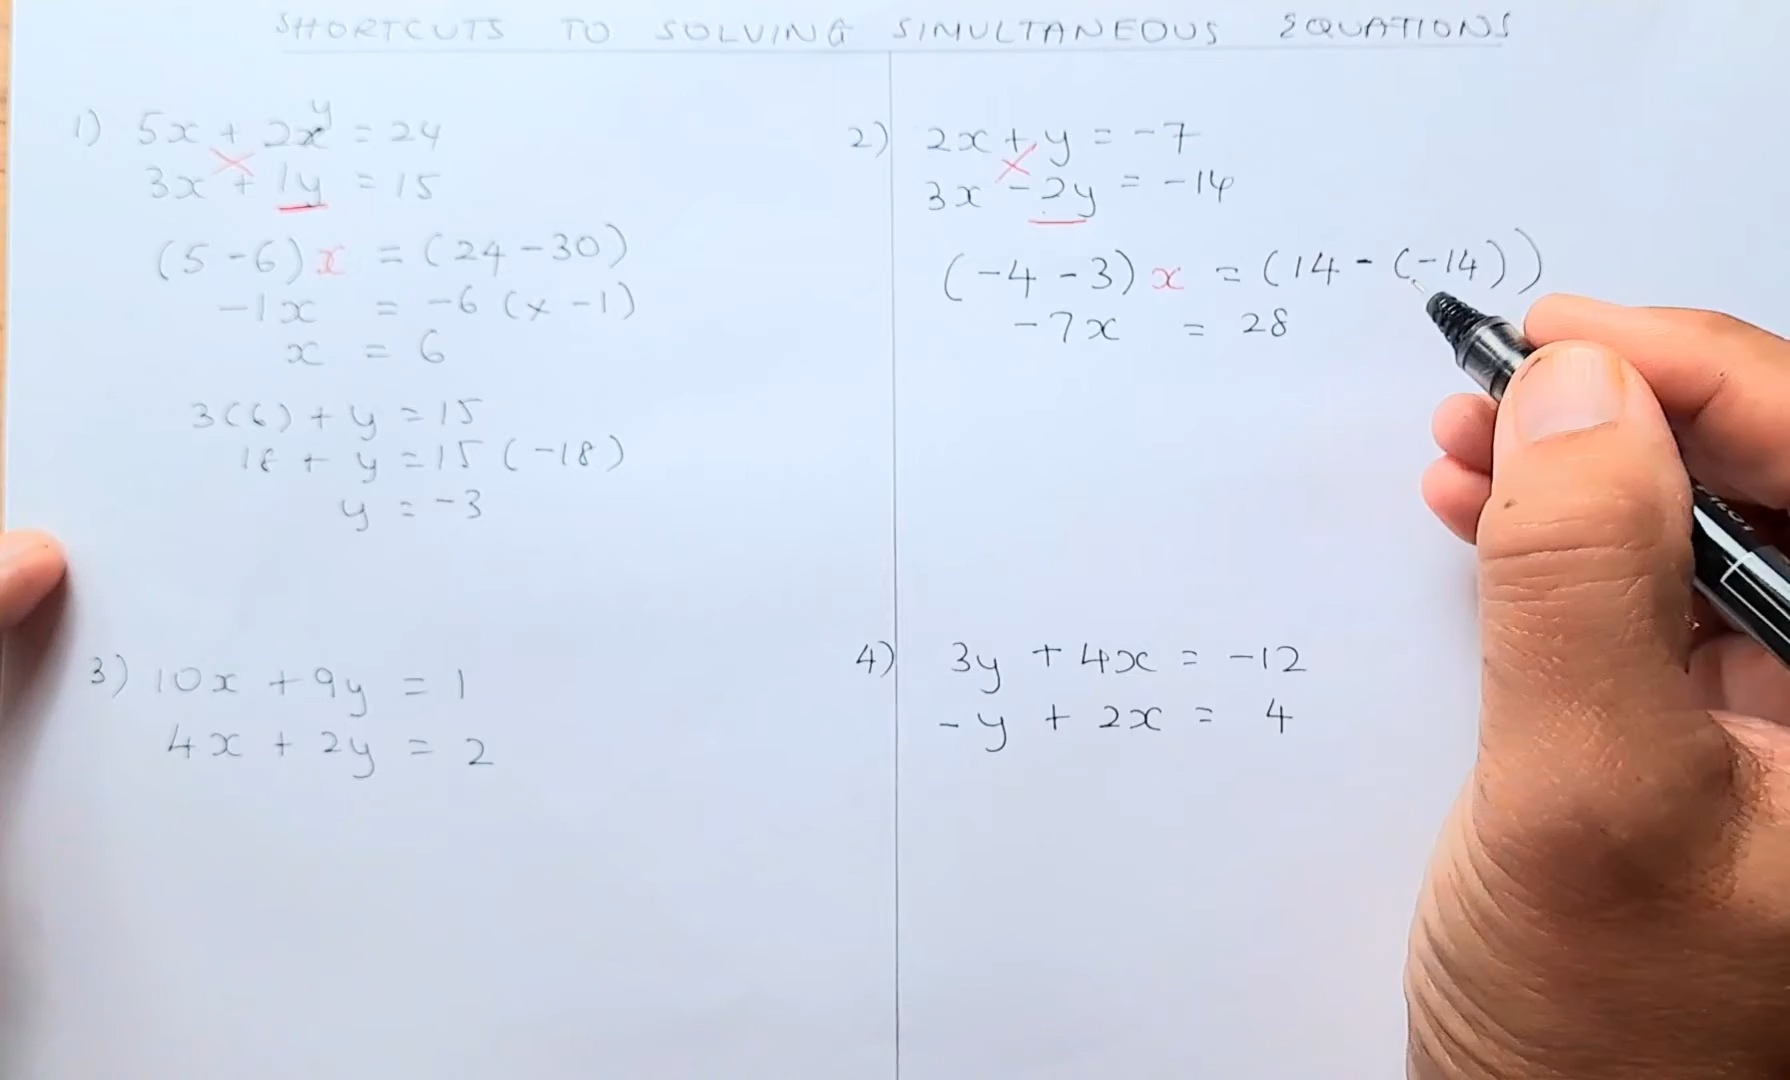 SHORTCUTS TO SOLVING SIMULTANEOUS EQUATIONS
1) 5x + 2y = 24
3x + 1y = 15
(5 - 6) x = (24 - 30)
-1x = -6 (x -1)
x = 6
3(6) + y = 15
18 + y = 15 (-18)
y = -3
2) 2x + y = -7
3x - 2y = -14
(-4 - 3) x = (14 - (-14))
-7x = 28
3) 10x + 9y = 1
4x + 2y = 2
4) 3y + 4x = -12
-y + 2x = 4